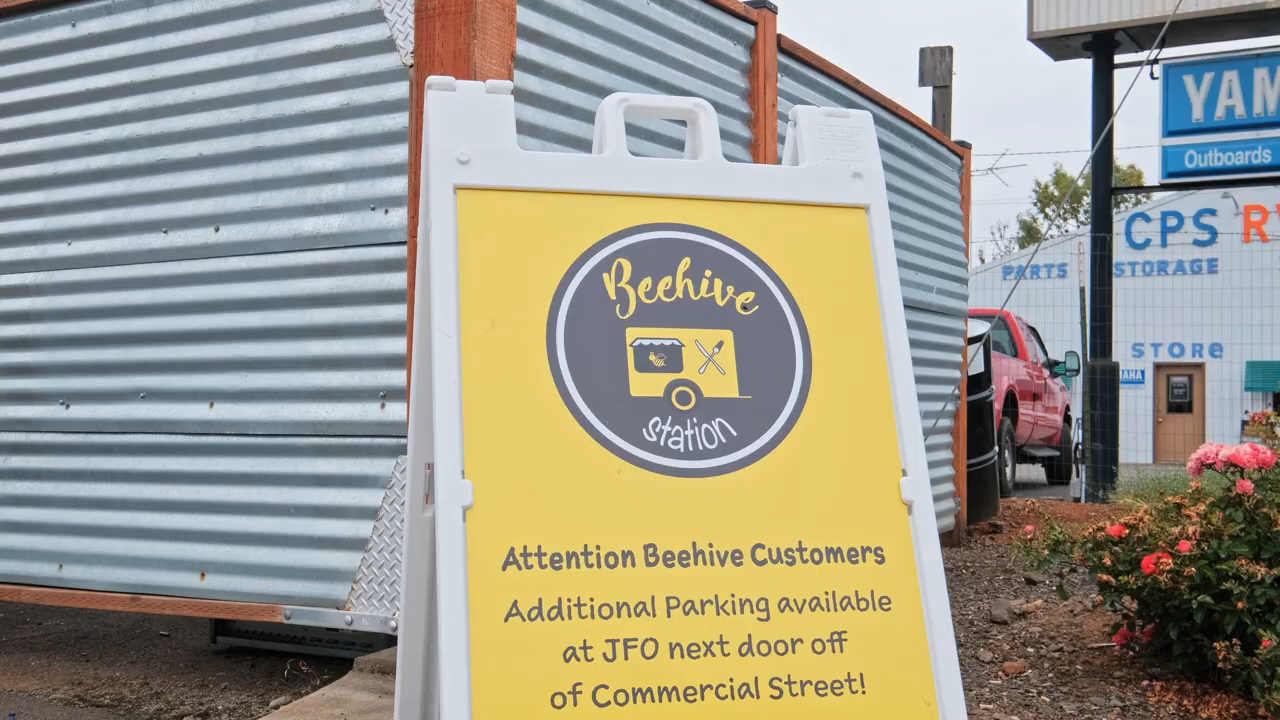 Beehive
station
Attention Beehive Customers
Additional Parking available
at JFO next door off
of Commercial Street!
YAM
Outboards
CPS R
PARTS STORAGE
STORE
AHA